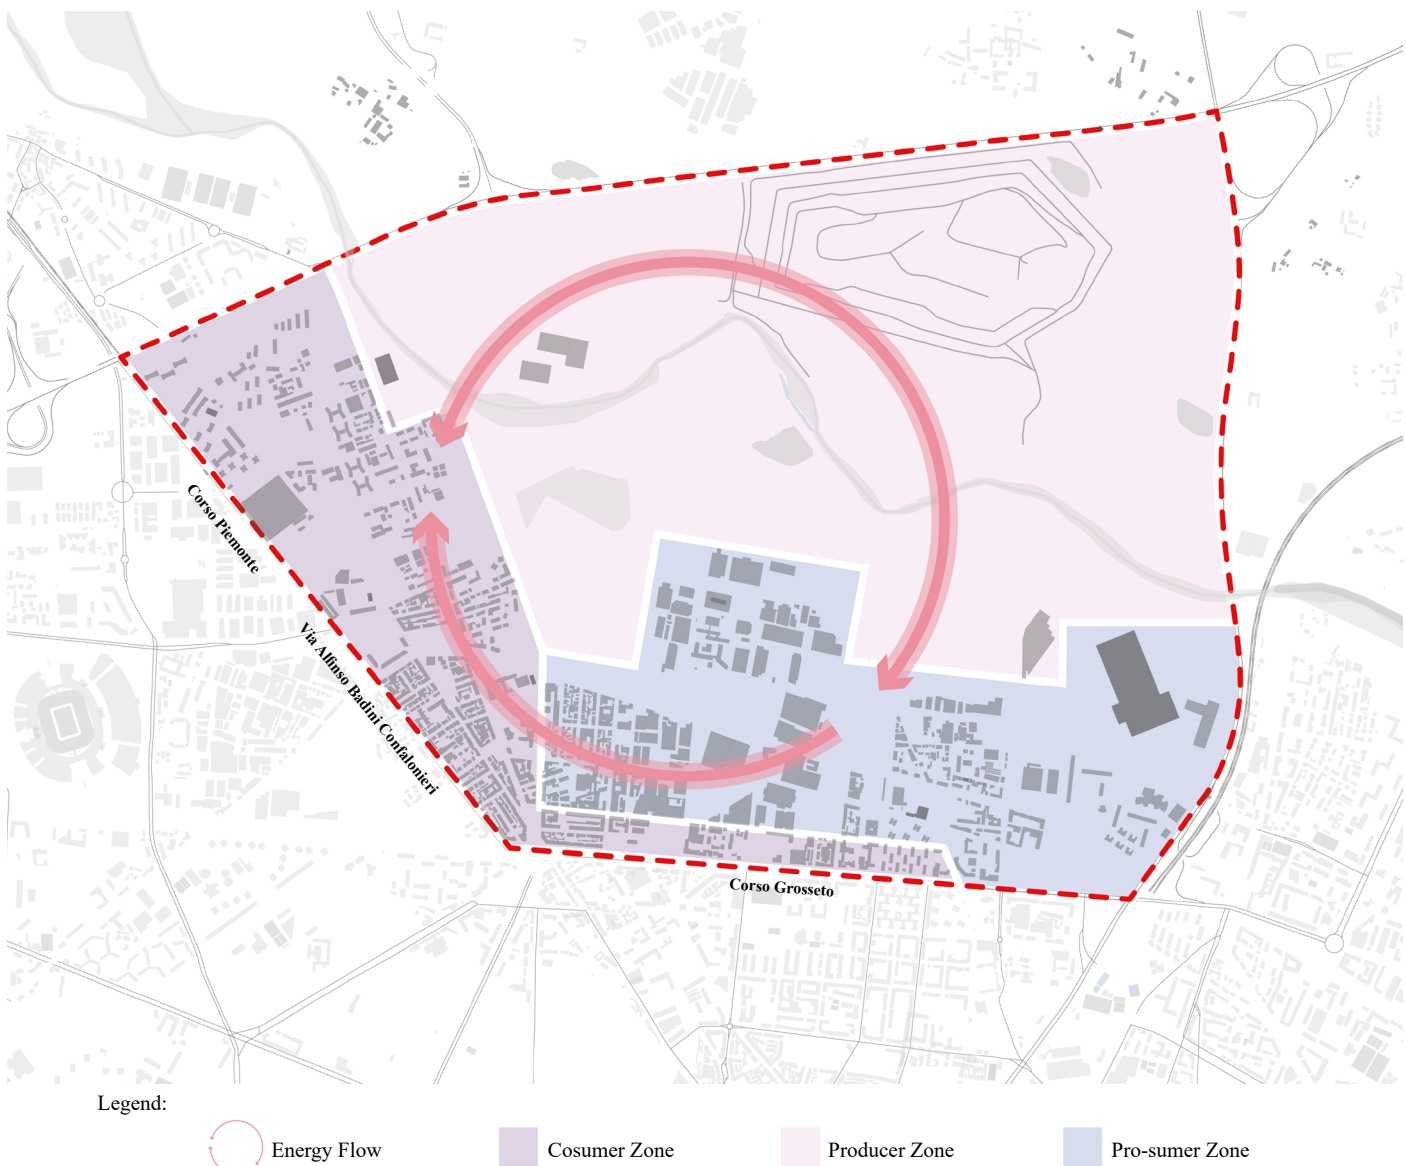 Corso Piemonte
Via Alfinso Badini Confalonieri
Corso Grosseto
Legend:
Energy Flow
Cosumer Zone
Producer Zone
Pro-sumer Zone